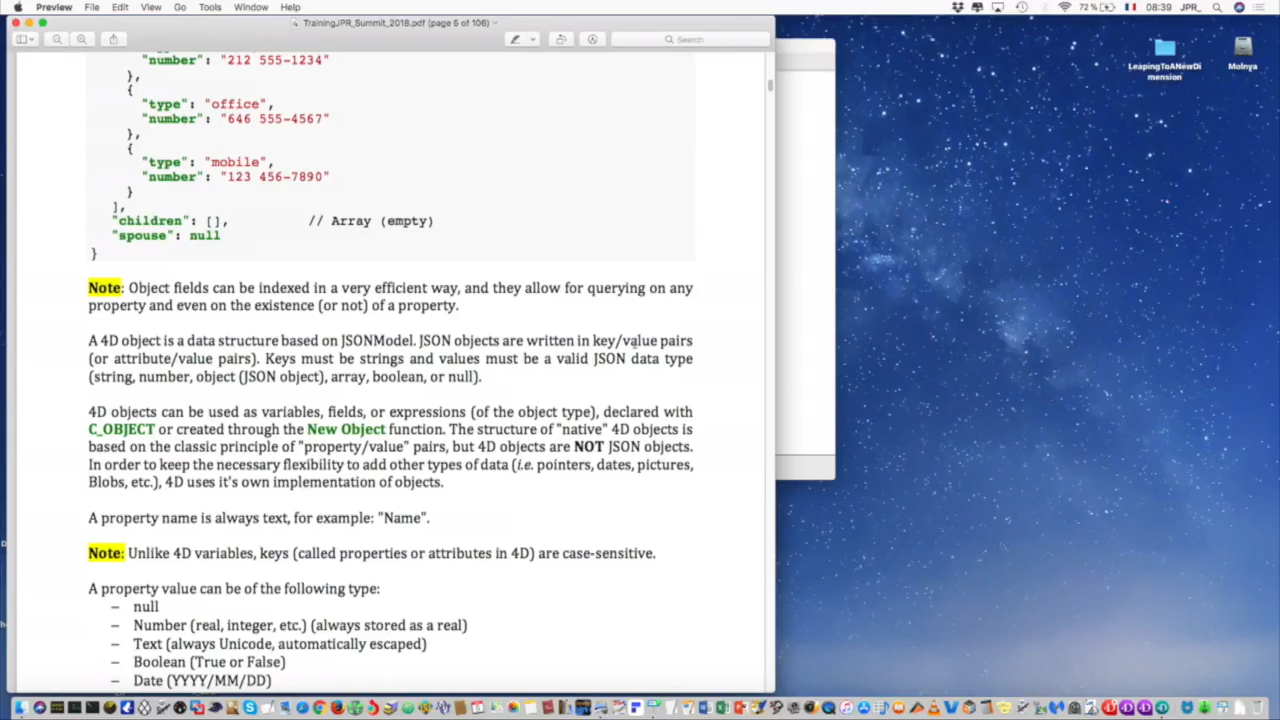 Preview File Edit View Go Tools Window Help 72 % 08:39 JPR_
TrainingJPR_Summit_2018.pdf (page 5 of 106)
Search
"number": "212 555-1234"
},
{
"type": "office",
"number": "646 555-4567"
},
{
"type": "mobile",
"number": "123 456-7890"
}
],
"children": [], // Array (empty)
"spouse": null
}
Note: Object fields can be indexed in a very efficient way, and they allow for querying on any
property and even on the existence (or not) of a property.
A 4D object is a data structure based on JSONModel. JSON objects are written in key/value pairs
(or attribute/value pairs). Keys must be strings and values must be a valid JSON data type
(string, number, object (JSON object), array, boolean, or null).
4D objects can be used as variables, fields, or expressions (of the object type), declared with
C_OBJECT or created through the New Object function. The structure of "native" 4D objects is
based on the classic principle of "property/value" pairs, but 4D objects are NOT JSON objects.
In order to keep the necessary flexibility to add other types of data (i.e. pointers, dates, pictures,
Blobs, etc.), 4D uses it's own implementation of objects.
A property name is always text, for example: "Name".
Note: Unlike 4D variables, keys (called properties or attributes in 4D) are case-sensitive.
A property value can be of the following type:
– null
– Number (real, integer, etc.) (always stored as a real)
– Text (always Unicode, automatically escaped)
– Boolean (True or False)
– Date (YYYY/MM/DD)
LeapingToANewDi
mension
Molnya